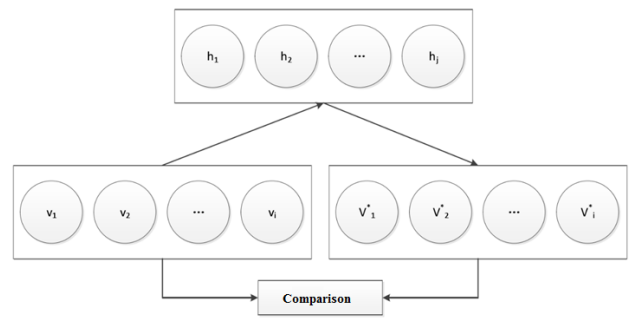 h₁ h₂ ... hⱼ
v₁ v₂ ... vᵢ
V*₁ V*₂ ... V*ᵢ
Comparison